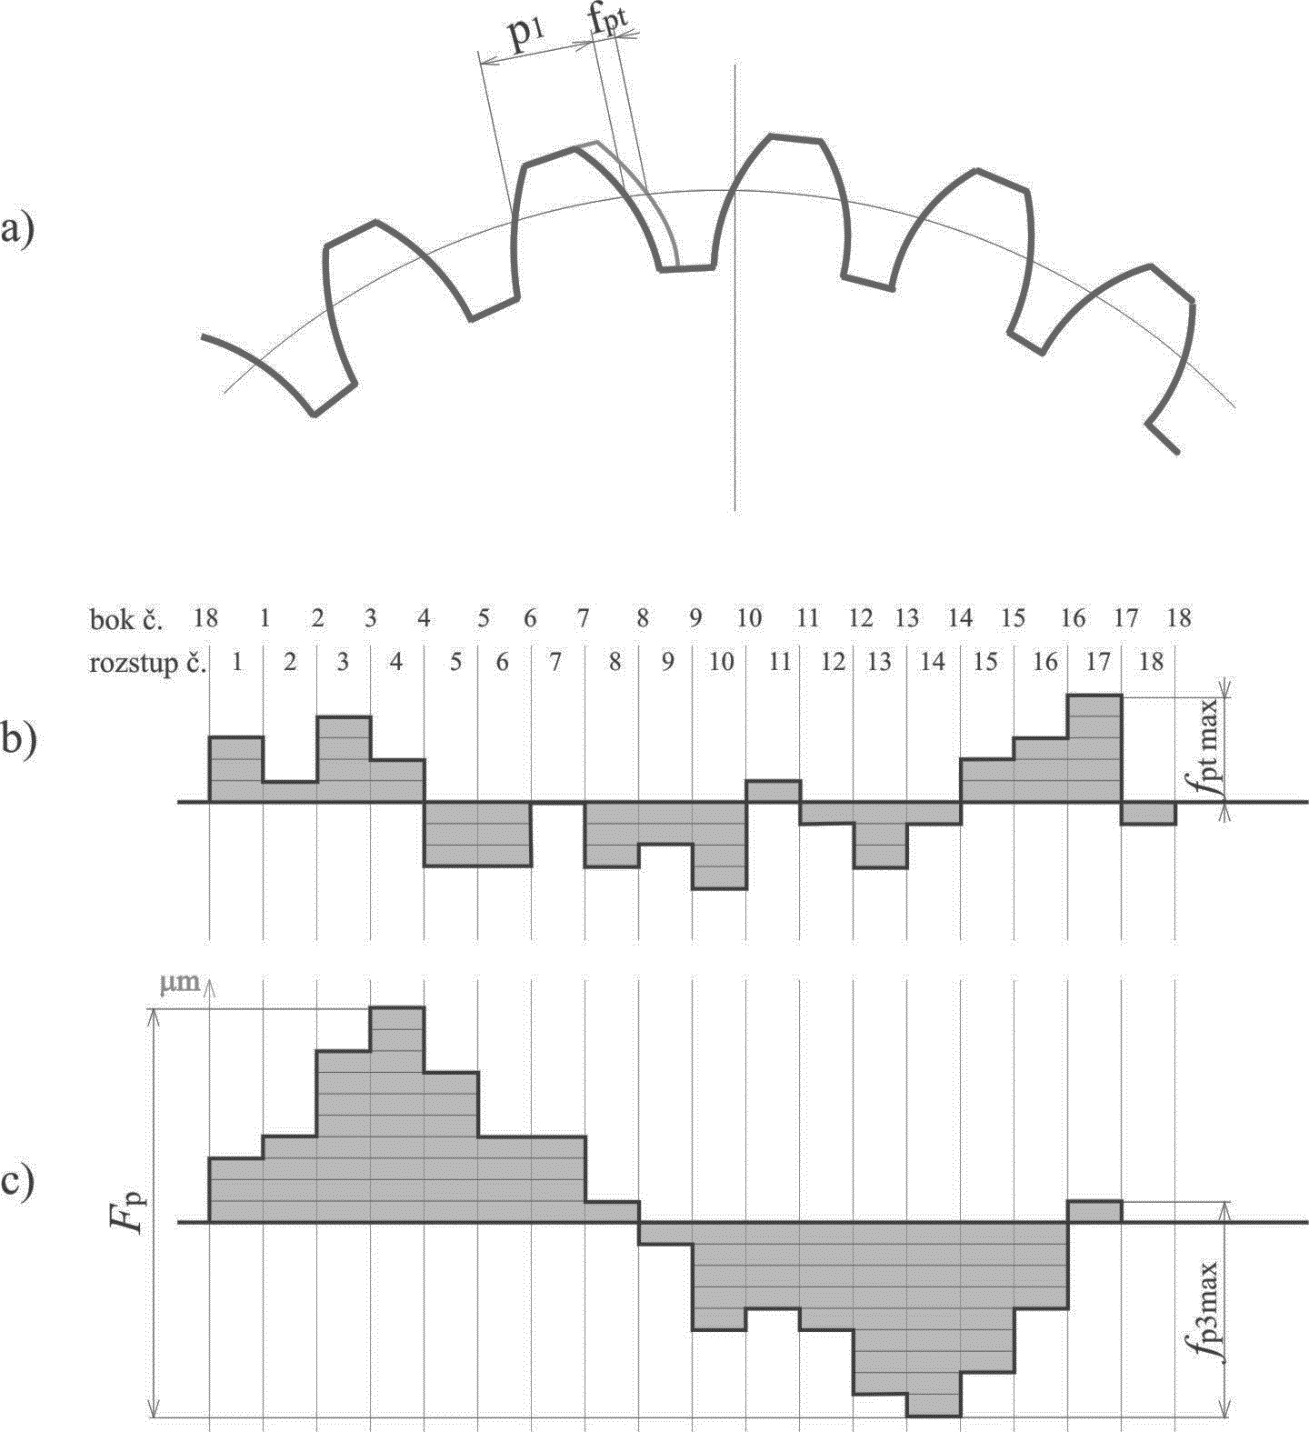 p1 fpt
a)
bok č. 18 1 2 3 4 5 6 7 8 9 10 11 12 13 14 15 16 17 18
rozstup č. 1 2 3 4 5 6 7 8 9 10 11 12 13 14 15 16 17 18
b)
fpt max
μm
c)
Fp
fp3max